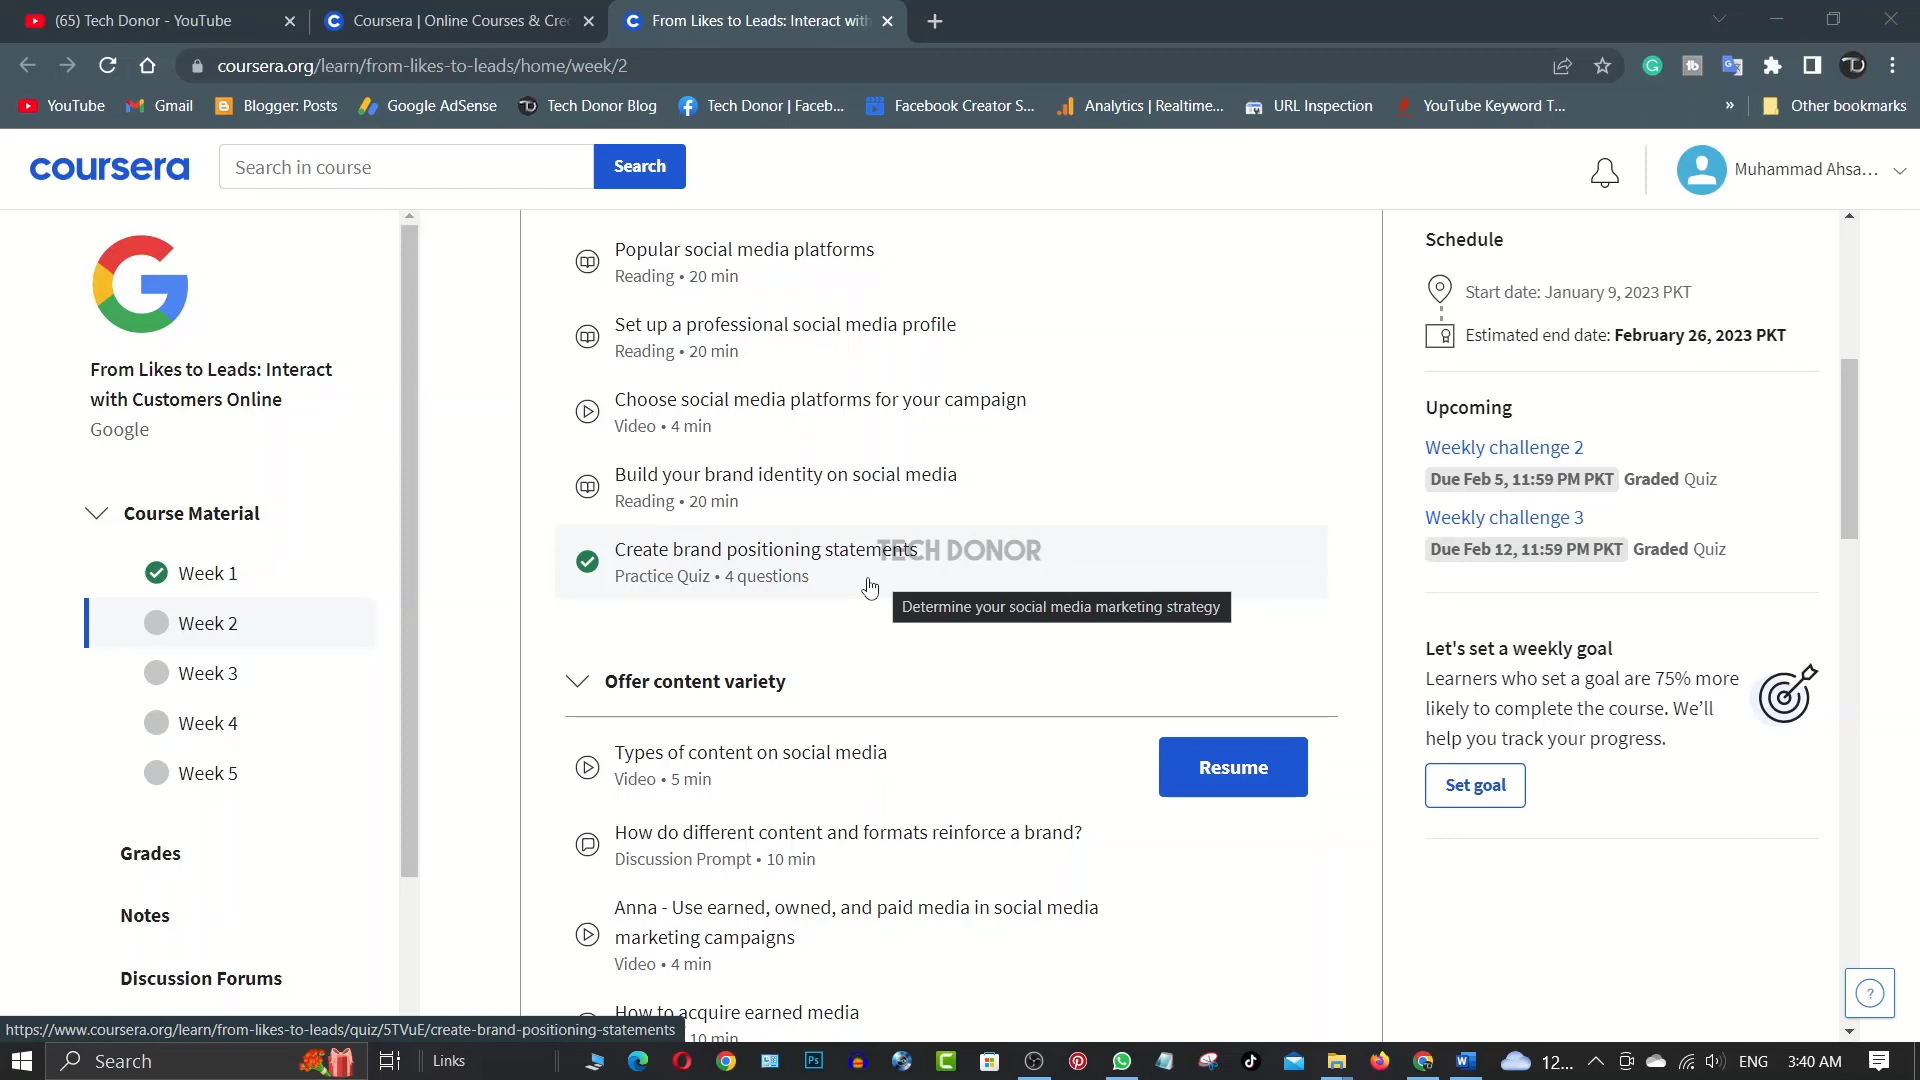 (65) Tech Donor - YouTube
Coursera | Online Courses & Cre
From Likes to Leads: Interact with
coursera.org/learn/from-likes-to-leads/home/week/2
YouTube
Gmail
Blogger: Posts
Google AdSense
Tech Donor Blog
Tech Donor | Faceb...
Facebook Creator S...
Analytics | Realtime...
URL Inspection
YouTube Keyword T...
»
Other bookmarks
coursera
Search in course
Search
Muhammad Ahsa...
From Likes to Leads: Interact
with Customers Online
Google
Course Material
Week 1
Week 2
Week 3
Week 4
Week 5
Grades
Notes
Discussion Forums
Popular social media platforms
Reading • 20 min
Set up a professional social media profile
Reading • 20 min
Choose social media platforms for your campaign
Video • 4 min
Build your brand identity on social media
Reading • 20 min
Create brand positioning statements
TECH DONOR
Practice Quiz • 4 questions
Determine your social media marketing strategy
Offer content variety
Types of content on social media
Video • 5 min
Resume
How do different content and formats reinforce a brand?
Discussion Prompt • 10 min
Anna - Use earned, owned, and paid media in social media
marketing campaigns
Video • 4 min
How to acquire earned media
10 min
Schedule
Start date: January 9, 2023 PKT
Estimated end date: February 26, 2023 PKT
Upcoming
Weekly challenge 2
Due Feb 5, 11:59 PM PKT Graded Quiz
Weekly challenge 3
Due Feb 12, 11:59 PM PKT Graded Quiz
Let's set a weekly goal
Learners who set a goal are 75% more
likely to complete the course. We'll
help you track your progress.
Set goal
?
https://www.coursera.org/learn/from-likes-to-leads/quiz/5TVuE/create-brand-positioning-statements
Search
Links
Ps
12...
ENG
3:40 AM